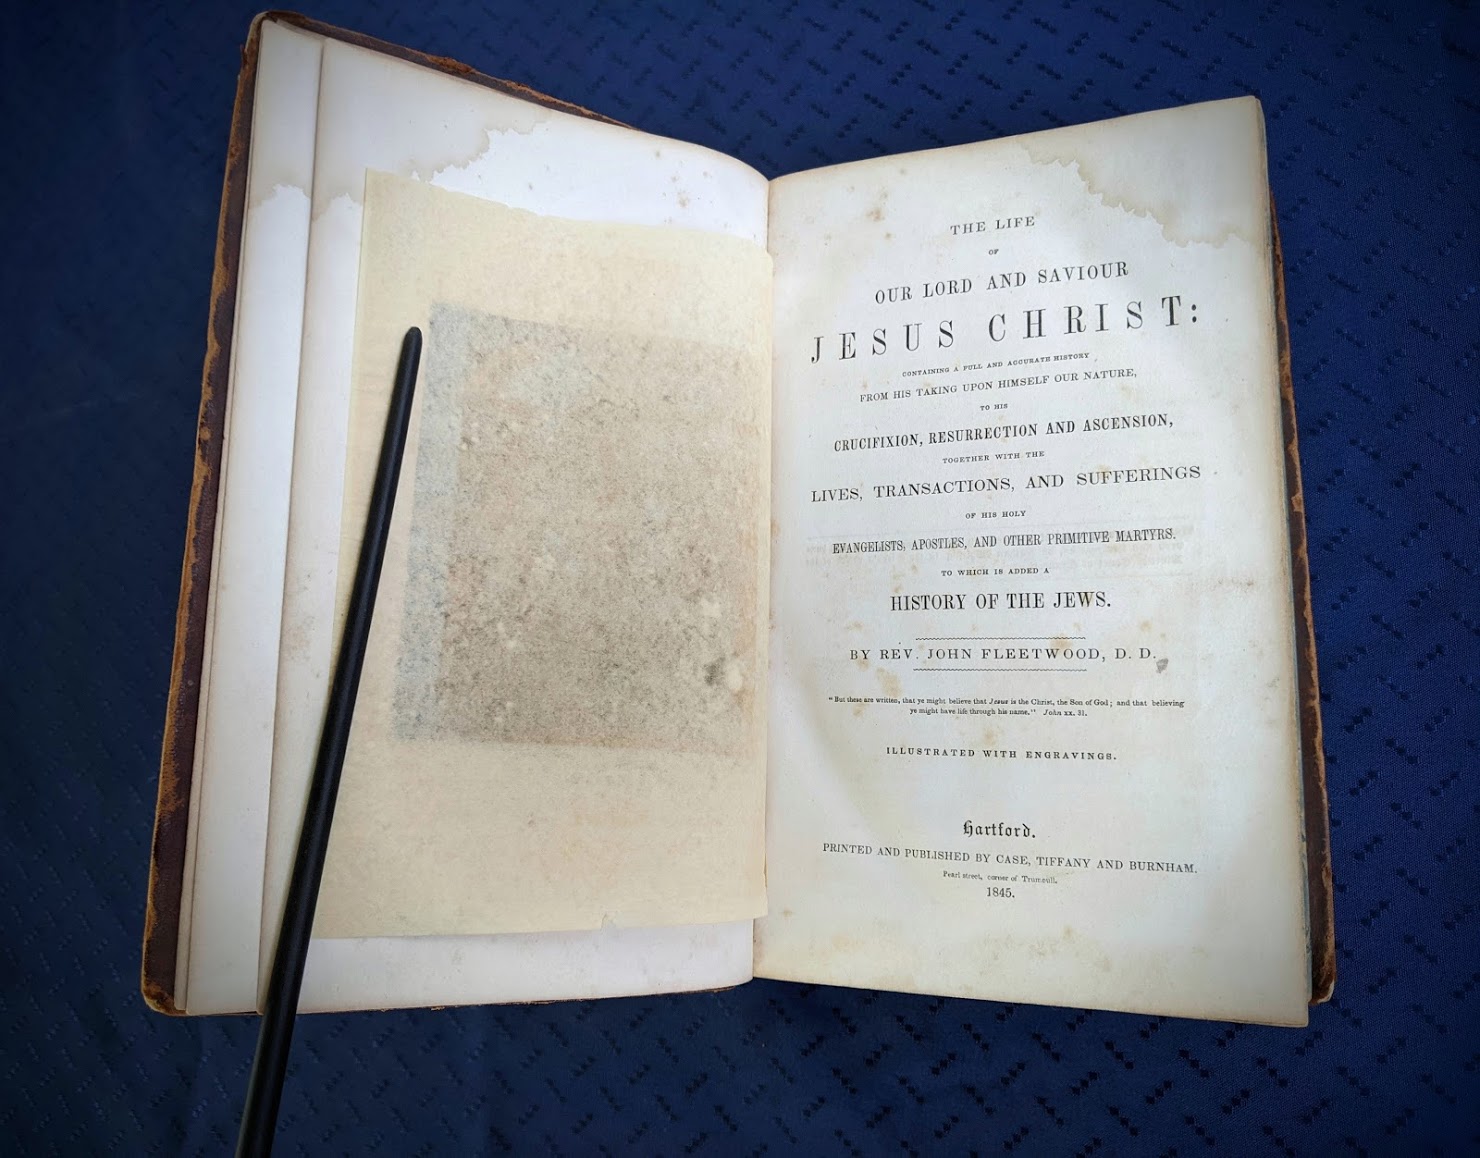 THE LIFE
OF
OUR LORD AND SAVIOUR
JESUS CHRIST:
CONTAINING A FULL AND ACCURATE HISTORY
FROM HIS TAKING UPON HIMSELF OUR NATURE,
TO HIS
CRUCIFIXION, RESURRECTION AND ASCENSION,
TOGETHER WITH THE
LIVES, TRANSACTIONS, AND SUFFERINGS
OF HIS HOLY
EVANGELISTS, APOSTLES, AND OTHER PRIMITIVE MARTYRS.
TO WHICH IS ADDED A
HISTORY OF THE JEWS.
BY REV. JOHN FLEETWOOD, D. D.
"But these are written, that ye might believe that Jesus is the Christ, the Son of God; and that believing
ye might have life through his name." John xx. 31.
ILLUSTRATED WITH ENGRAVINGS.
Hartford.
PRINTED AND PUBLISHED BY CASE, TIFFANY AND BURNHAM.
Pearl street, corner of Trumbull.
1845.